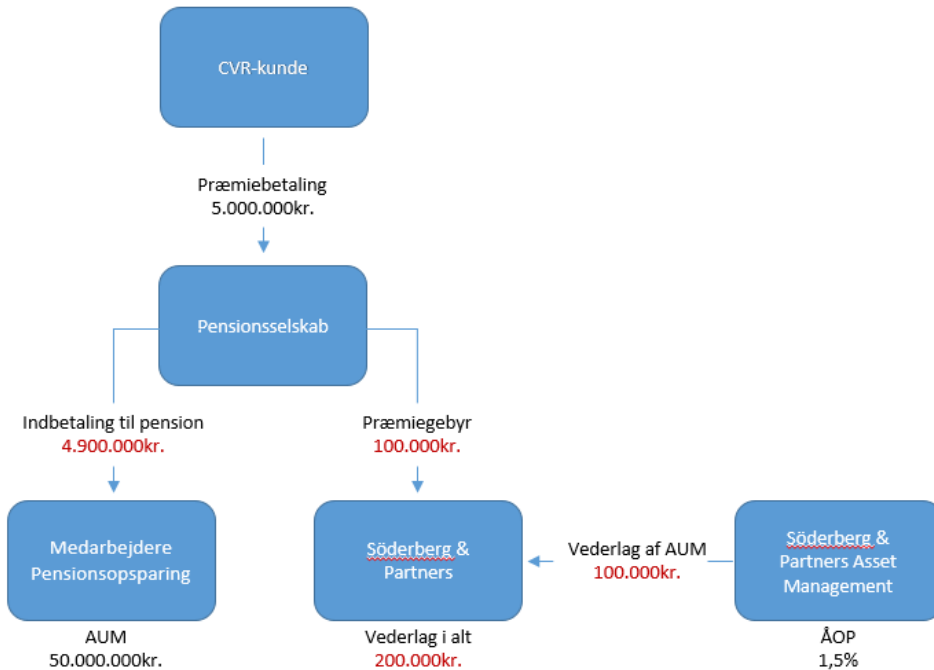 CVR-kunde
Præmiebetaling
5.000.000kr.
Pensionsselskab
Indbetaling til pension
4.900.000kr.
Præmiegebyr
100.000kr.
Medarbejdere
Pensionsopsparing
Söderberg &
Partners
Vederlag af AUM
100.000kr.
Söderberg &
Partners Asset
Management
AUM
50.000.000kr.
Vederlag i alt
200.000kr.
ÅOP
1,5%